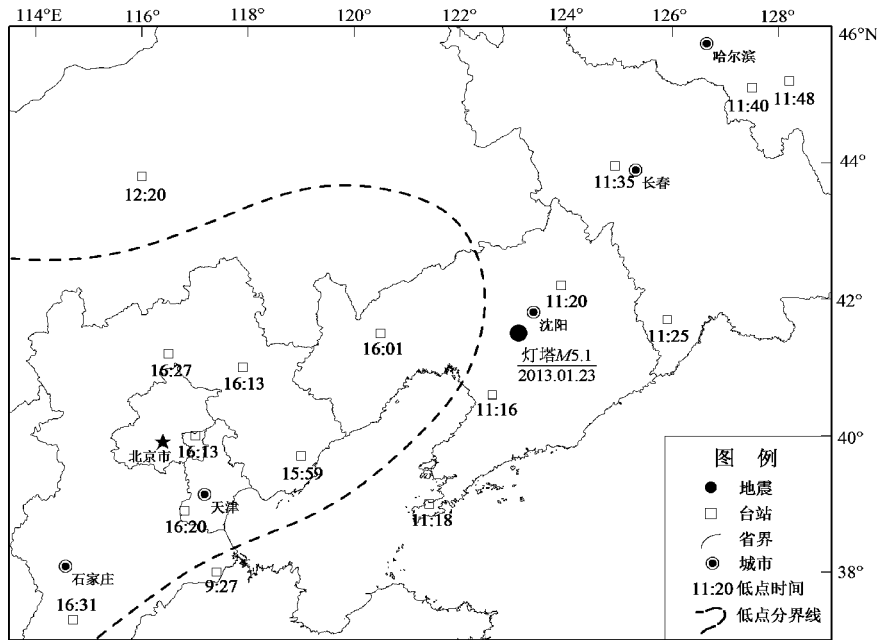 114°E 116° 118° 120° 122° 124° 126° 128°
46°N
哈尔滨
11:40 11:48
44°
11:35 长春
12:20
42°
11:20
沈阳
11:25
16:01
灯塔M5.1
2013.01.23
16:27 16:13
11:16
40°
北京市 16:13
15:59
天津
16:20
11:18
38°
石家庄
9:27
16:31
图 例
地震
台站
省界
城市
11:20 低点时间
低点分界线